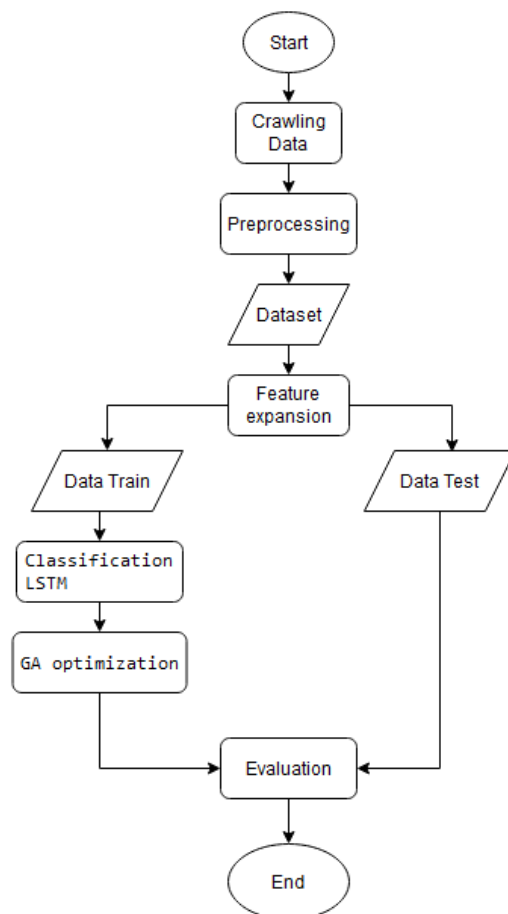 Start
Crawling
Data
Preprocessing
Dataset
Feature
expansion
Data Train
Data Test
Classification
LSTM
GA optimization
Evaluation
End